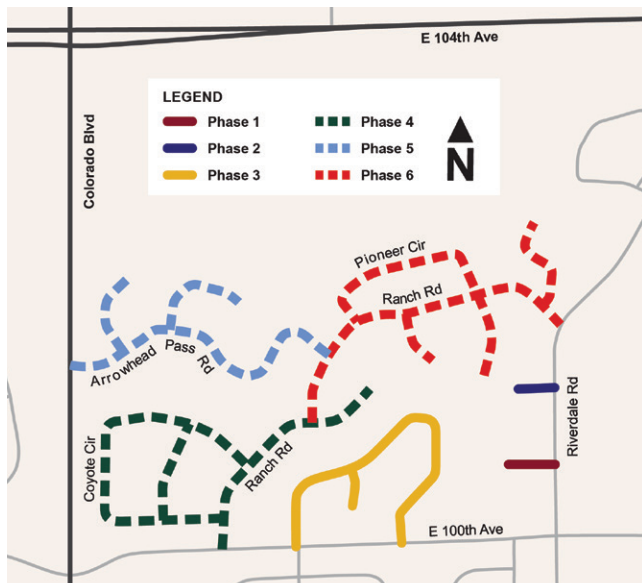 E 104th Ave
Colorado Blvd
LEGEND
Phase 1
Phase 2
Phase 3
Phase 4
Phase 5
Phase 6
N
Pioneer Cir
Ranch Rd
Arrowhead Pass Rd
Riverdale Rd
Coyote Cir
Ranch Rd
E 100th Ave